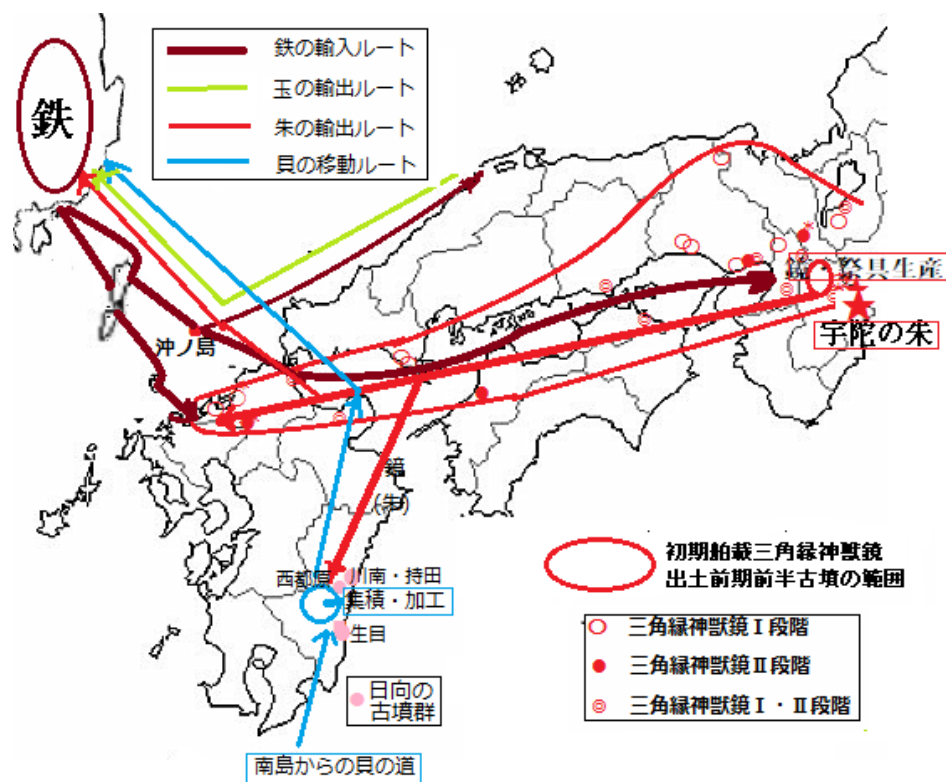 鉄
鉄の輸入ルート
玉の輸出ルート
朱の輸出ルート
貝の移動ルート
沖ノ島
鏡・祭具生産
宇陀の朱
鏡
(朱)
西都原
川南・持田
集積・加工
生目
日向の
古墳群
南島からの貝の道
初期舶載三角縁神獣鏡
出土前期前半古墳の範囲
三角縁神獣鏡Ⅰ段階
三角縁神獣鏡Ⅱ段階
三角縁神獣鏡Ⅰ・Ⅱ段階